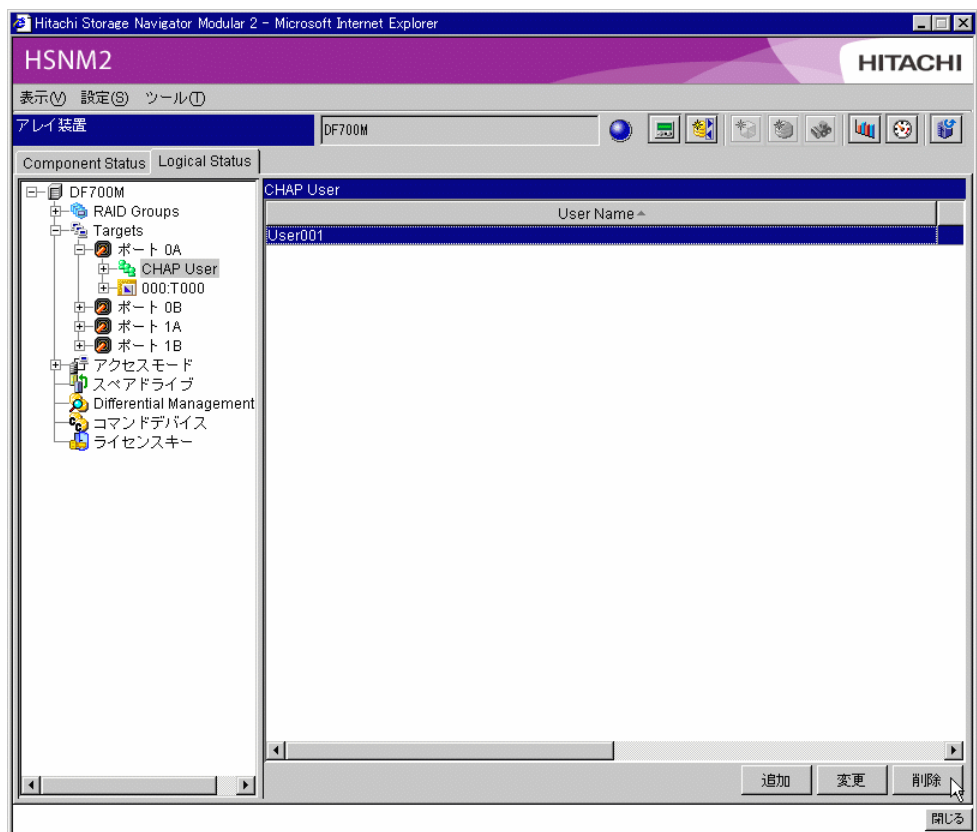 Hitachi Storage Navigator Modular 2 - Microsoft Internet Explorer
HSNM2
HITACHI
表示(V) 設定(S) ツール(T)
アレイ装置
DF700M
Component Status
Logical Status
DF700M
RAID Groups
Targets
ポート 0A
CHAP User
000:T000
ポート 0B
ポート 1A
ポート 1B
アクセスモード
スペアドライブ
Differential Management
コマンドデバイス
ライセンスキー
CHAP User
User Name
User001
追加
変更
削除
閉じる